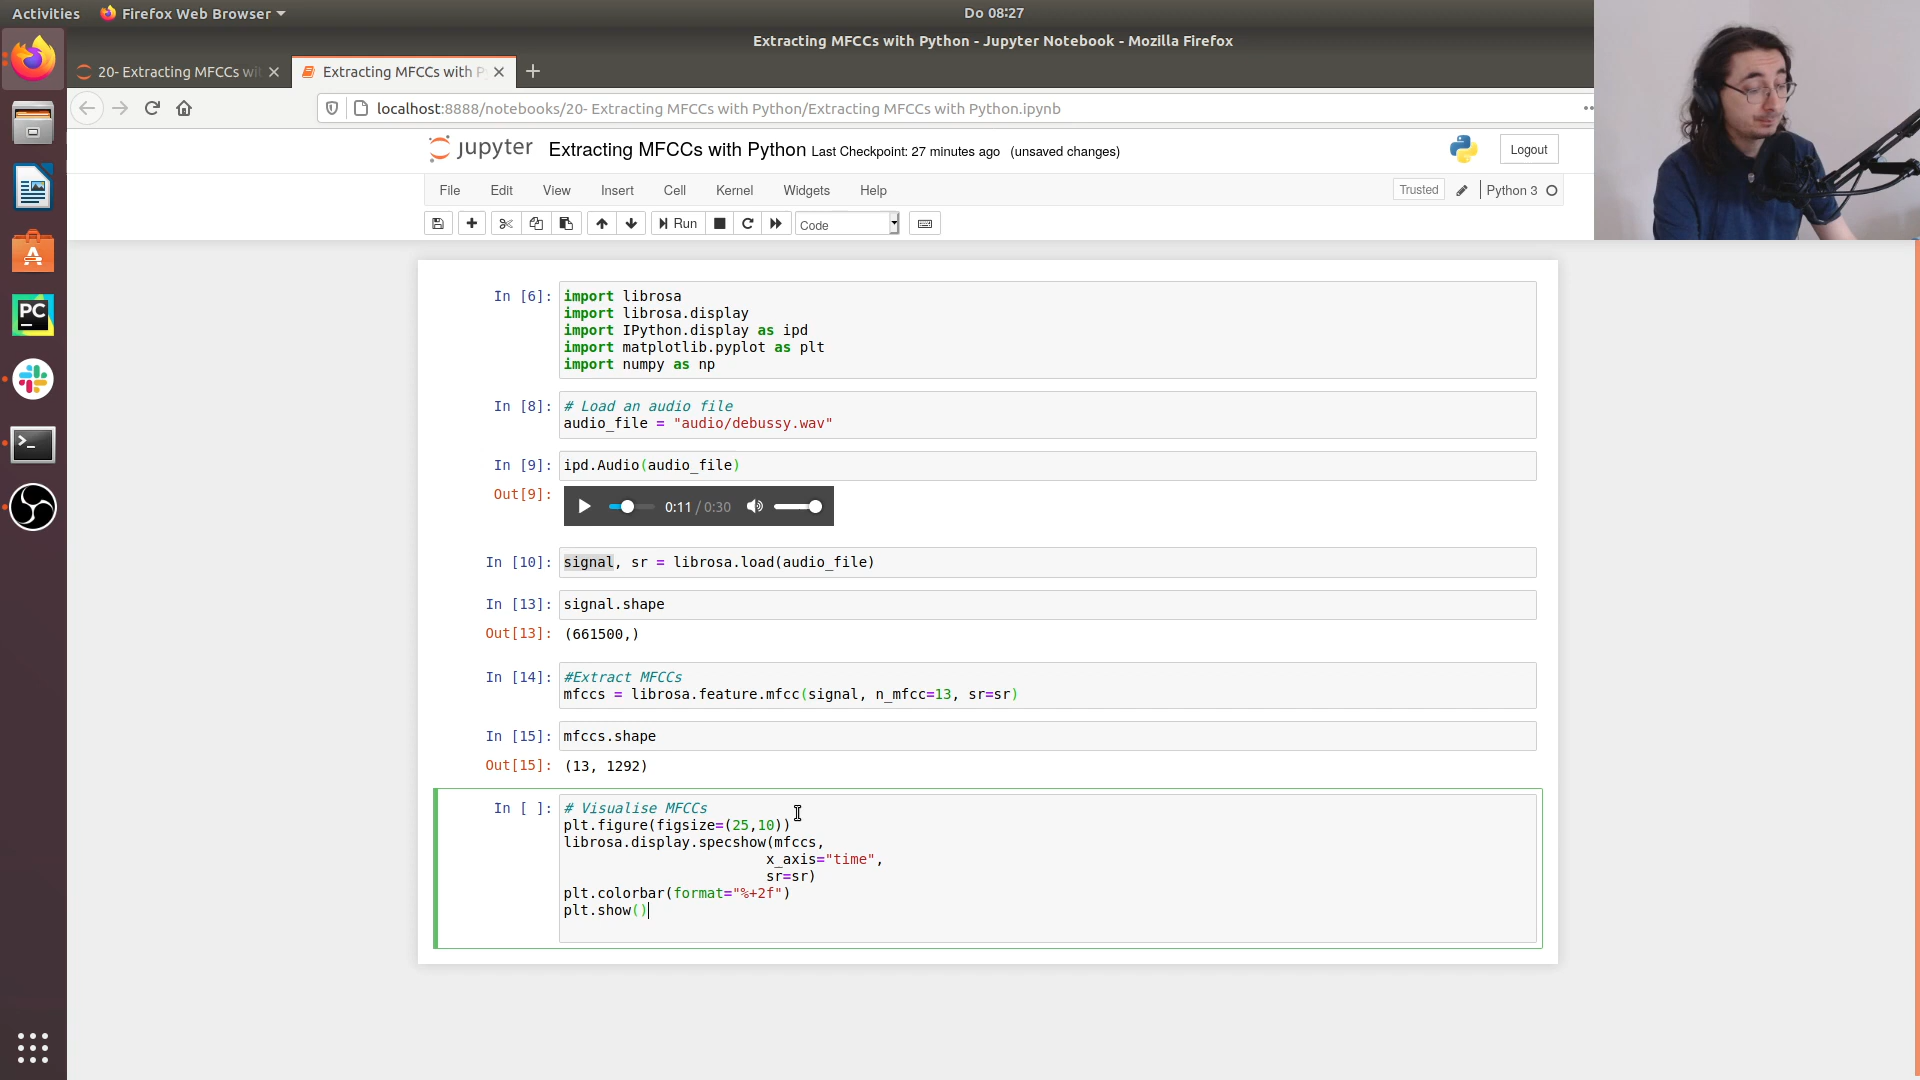 Activities
Firefox Web Browser
Do 08:27
Extracting MFCCs with Python - Jupyter Notebook - Mozilla Firefox
20- Extracting MFCCs wi
Extracting MFCCs with P
localhost:8888/notebooks/20- Extracting MFCCs with Python/Extracting MFCCs with Python.ipynb
jupyter Extracting MFCCs with Python Last Checkpoint: 27 minutes ago (unsaved changes)
Logout
File Edit View Insert Cell Kernel Widgets Help
Trusted
Python 3
Run
Code
In [6]: import librosa
import librosa.display
import IPython.display as ipd
import matplotlib.pyplot as plt
import numpy as np
In [8]: # Load an audio file
audio_file = "audio/debussy.wav"
In [9]: ipd.Audio(audio_file)
Out[9]:
0:11 / 0:30
In [10]: signal, sr = librosa.load(audio_file)
In [13]: signal.shape
Out[13]: (661500,)
In [14]: #Extract MFCCs
mfccs = librosa.feature.mfcc(signal, n_mfcc=13, sr=sr)
In [15]: mfccs.shape
Out[15]: (13, 1292)
In [ ]: # Visualise MFCCs
plt.figure(figsize=(25,10))
librosa.display.specshow(mfccs,
x_axis="time",
sr=sr)
plt.colorbar(format="%+2f")
plt.show()
PC